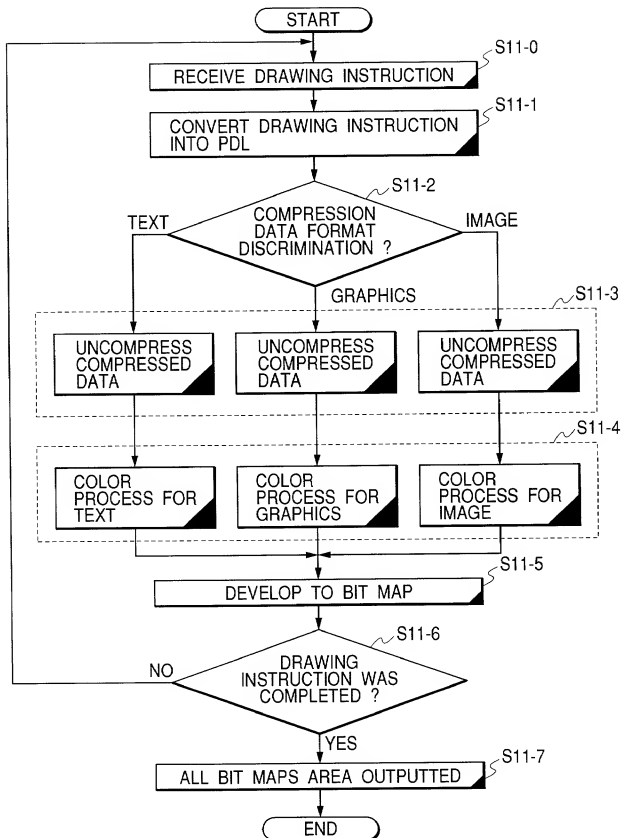 START
S11-0
RECEIVE DRAWING INSTRUCTION
S11-1
CONVERT DRAWING INSTRUCTION
INTO PDL
S11-2
COMPRESSION
DATA FORMAT
DISCRIMINATION ?
TEXT
IMAGE
GRAPHICS
S11-3
UNCOMPRESS
COMPRESSED
DATA
UNCOMPRESS
COMPRESSED
DATA
UNCOMPRESS
COMPRESSED
DATA
S11-4
COLOR
PROCESS FOR
TEXT
COLOR
PROCESS FOR
GRAPHICS
COLOR
PROCESS FOR
IMAGE
S11-5
DEVELOP TO BIT MAP
S11-6
DRAWING
INSTRUCTION WAS
COMPLETED ?
NO
YES
S11-7
ALL BIT MAPS AREA OUTPUTTED
END